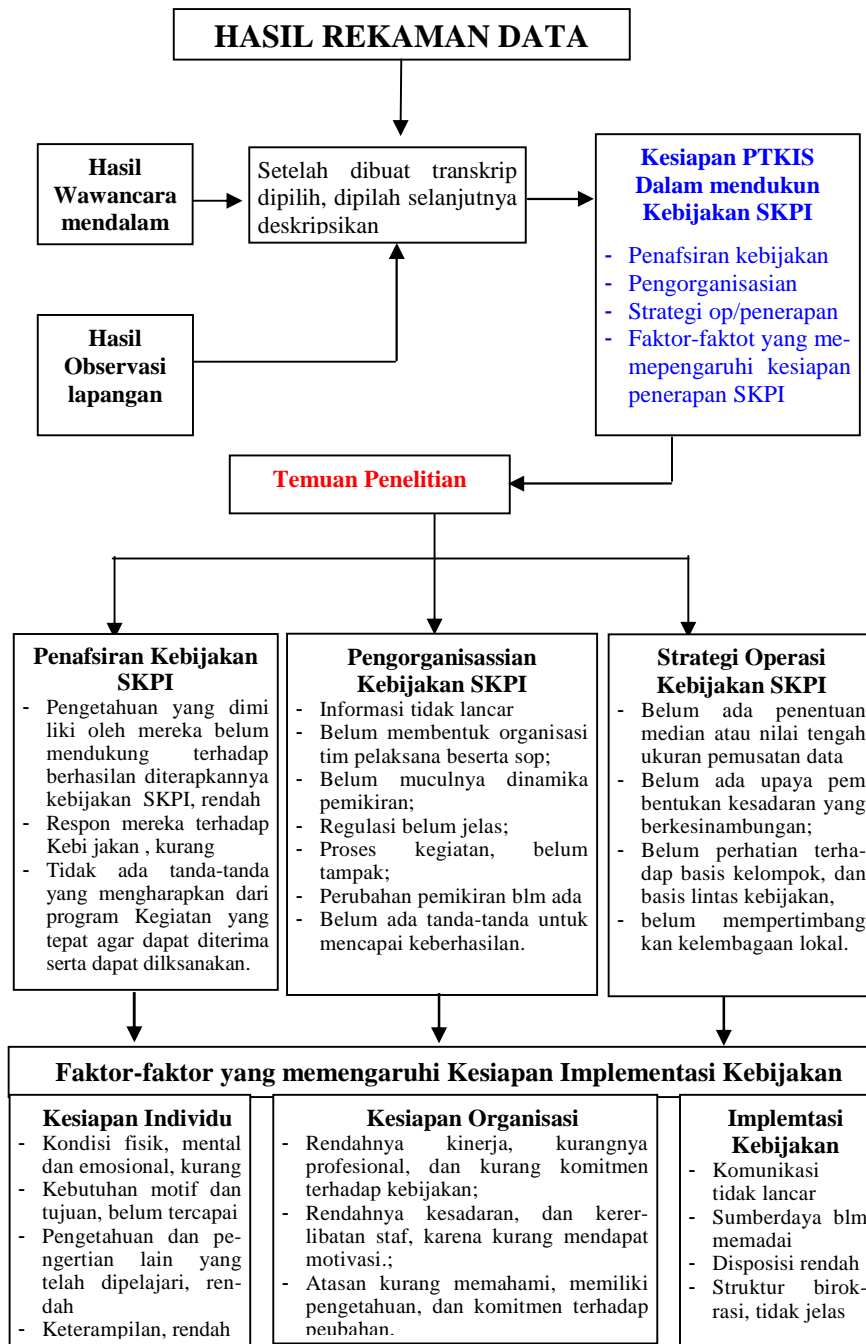 HASIL REKAMAN DATA
Hasil
Wawancara
mendalam
Setelah dibuat transkrip
dipilih, dipilah selanjutnya
deskripsikan
Kesiapan PTKIS
Dalam mendukun
Kebijakan SKPI
- Penafsiran kebijakan
- Pengorganisasian
- Strategi op/penerapan
- Faktor-faktot yang me-
mepengaruhi kesiapan
penerapan SKPI
Hasil
Observasi
lapangan
Temuan Penelitian
Penafsiran Kebijakan
SKPI
- Pengetahuan yang dimi
liki oleh mereka belum
mendukung terhadap
berhasilan diterapkannya
kebijakan SKPI, rendah
- Respon mereka terhadap
Kebi jakan , kurang
- Tidak ada tanda-tanda
yang mengharapkan dari
program Kegiatan yang
tepat agar dapat diterima
serta dapat dilksanakan.
Pengorganisassian
Kebijakan SKPI
- Informasi tidak lancar
- Belum membentuk organisasi
tim pelaksana beserta sop;
- Belum muculnya dinamika
pemikiran;
- Regulasi belum jelas;
- Proses kegiatan, belum
tampak;
- Perubahan pemikiran blm ada
- Belum ada tanda-tanda untuk
mencapai keberhasilan.
Strategi Operasi
Kebijakan SKPI
- Belum ada penentuan
median atau nilai tengah
ukuran pemusatan data
- Belum ada upaya pem
bentukan kesadaran yang
berkesinambungan;
- Belum perhatian terha-
dap basis kelompok, dan
basis lintas kebijakan,
- belum mempertimbang
kan kelembagaan lokal.
Faktor-faktor yang memengaruhi Kesiapan Implementasi Kebijakan
Kesiapan Individu
- Kondisi fisik, mental
dan emosional, kurang
- Kebutuhan motif dan
tujuan, belum tercapai
- Pengetahuan dan pe-
ngertian lain yang
telah dipelajari, ren-
dah
- Keterampilan, rendah
Kesiapan Organisasi
- Rendahnya kinerja, kurangnya
profesional, dan kurang komitmen
terhadap kebijakan;
- Rendahnya kesadaran, dan kerer-
libatan staf, karena kurang mendapat
motivasi.;
- Atasan kurang memahami, memiliki
pengetahuan, dan komitmen terhadap
peubahan.
Implemtasi
Kebijakan
- Komunikasi
tidak lancar
- Sumberdaya blm
memadai
- Disposisi rendah
- Struktur birok-
rasi, tidak jelas